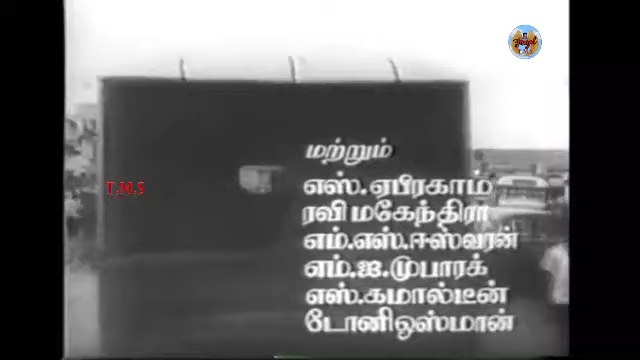 மற்றும்
T.M.S
எஸ். ஏபிரகாம்
ரவி மகேந்திரா
எம்.எஸ்.ஈஸ்வரன்
எம்.ஐ.முபாரக்
எஸ்.கமால்டீன்
டோனிஒஸ்மான்